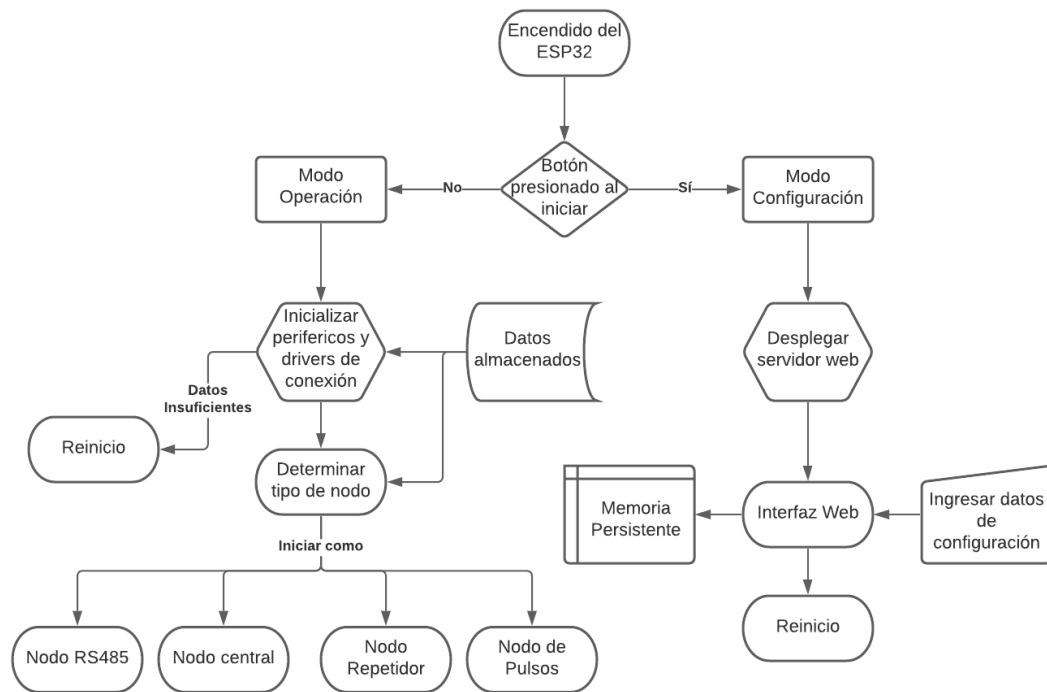 Encendido del
ESP32
Botón
presionado al
iniciar
No
Sí
Modo
Operación
Modo
Configuración
Inicializar
perifericos y
drivers de
conexión
Datos
almacenados
Desplegar
servidor web
Datos
Insuficientes
Reinicio
Determinar
tipo de nodo
Memoria
Persistente
Interfaz Web
Ingresar datos
de
configuración
Iniciar como
Reinicio
Nodo RS485
Nodo central
Nodo
Repetidor
Nodo de
Pulsos